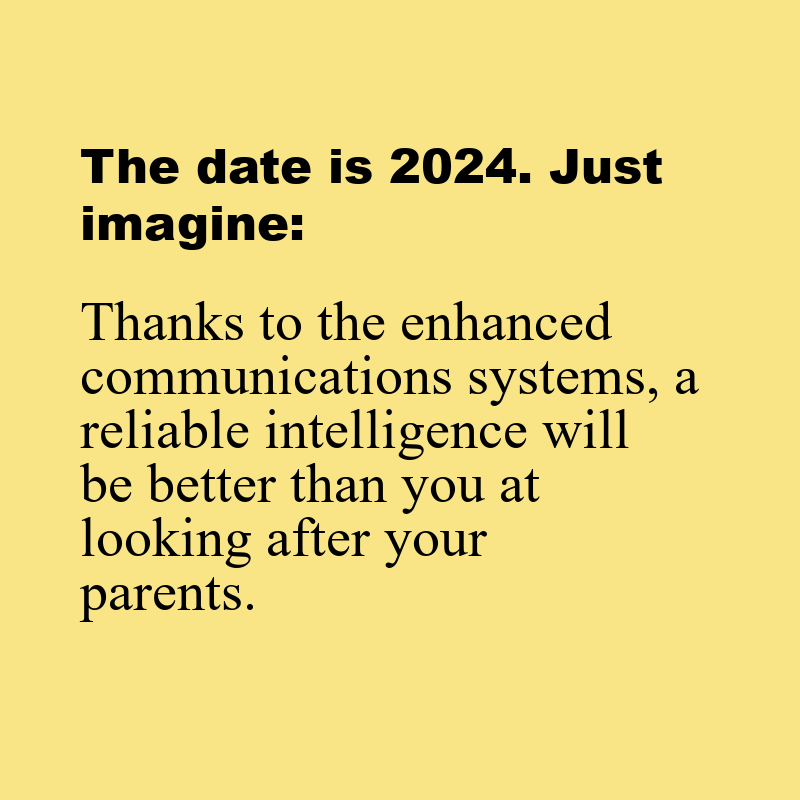 The date is 2024. Just
imagine:
Thanks to the enhanced
communications systems, a
reliable intelligence will
be better than you at
looking after your
parents.